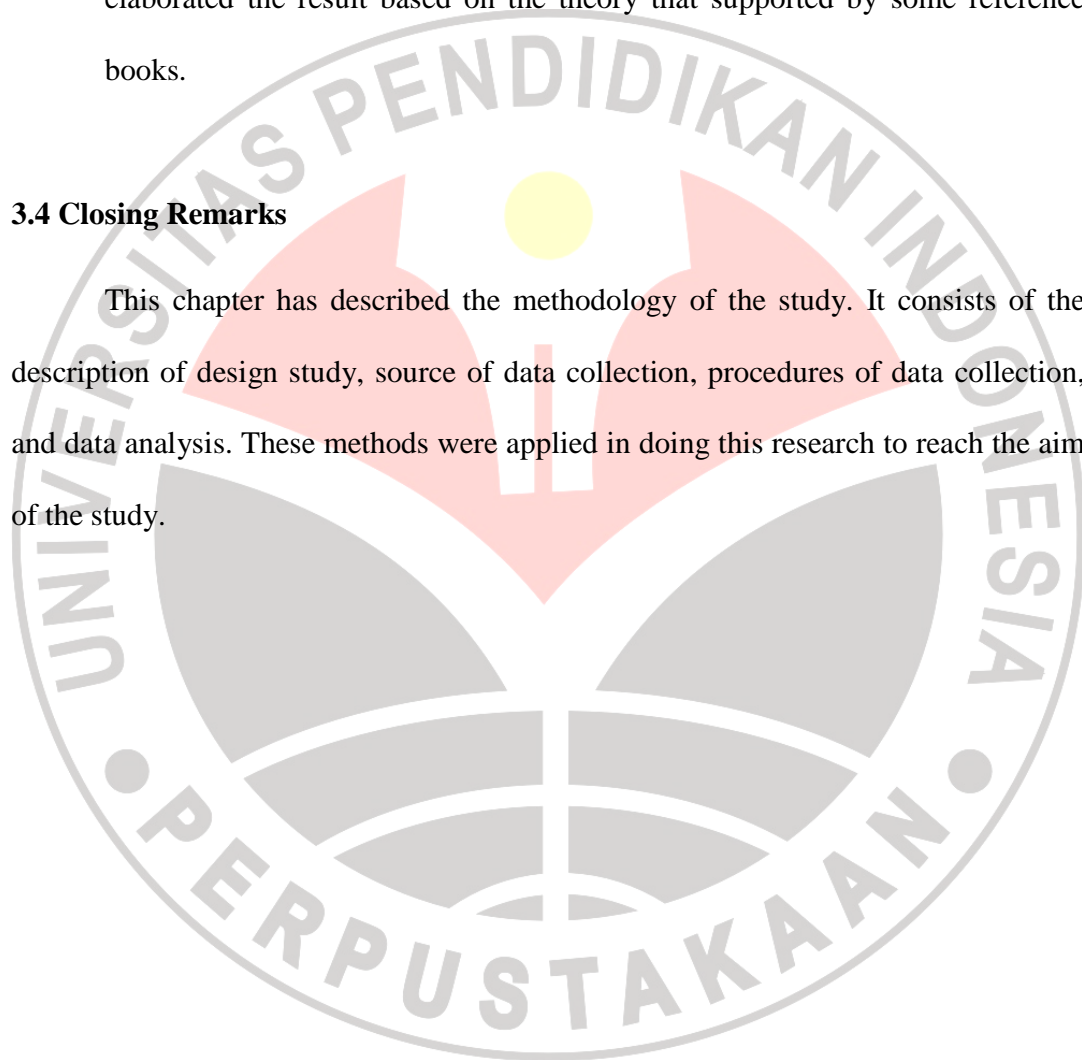 elaborated the result based on the theory that supported by some reference
books.
3.4 Closing Remarks
This chapter has described the methodology of the study. It consists of the
description of design study, source of data collection, procedures of data collection,
and data analysis. These methods were applied in doing this research to reach the aim
of the study.
UNIVERSITAS PENDIDIKAN INDONESIA
PERPUSTAKAAN